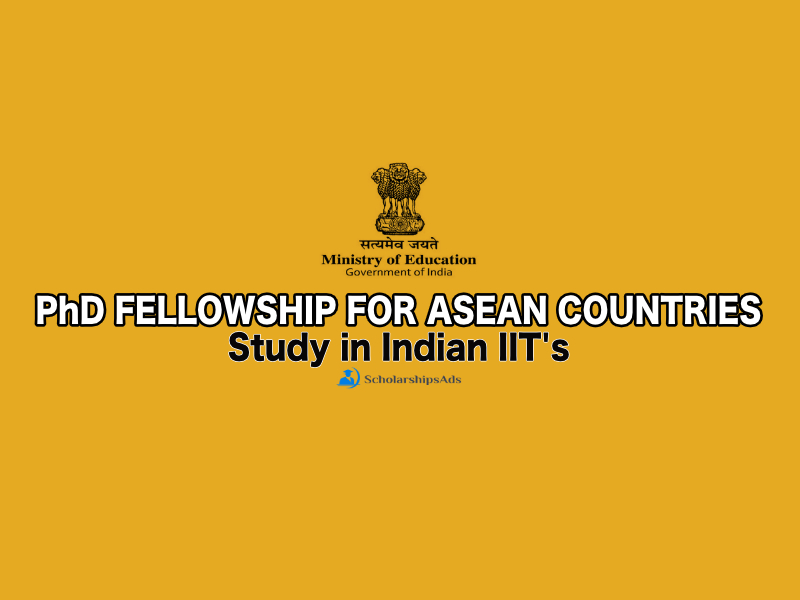 सत्यमेव जयते
Ministry of Education
Government of India
PhD FELLOWSHIP FOR ASEAN COUNTRIES
Study in Indian IIT's
ScholarshipsAds